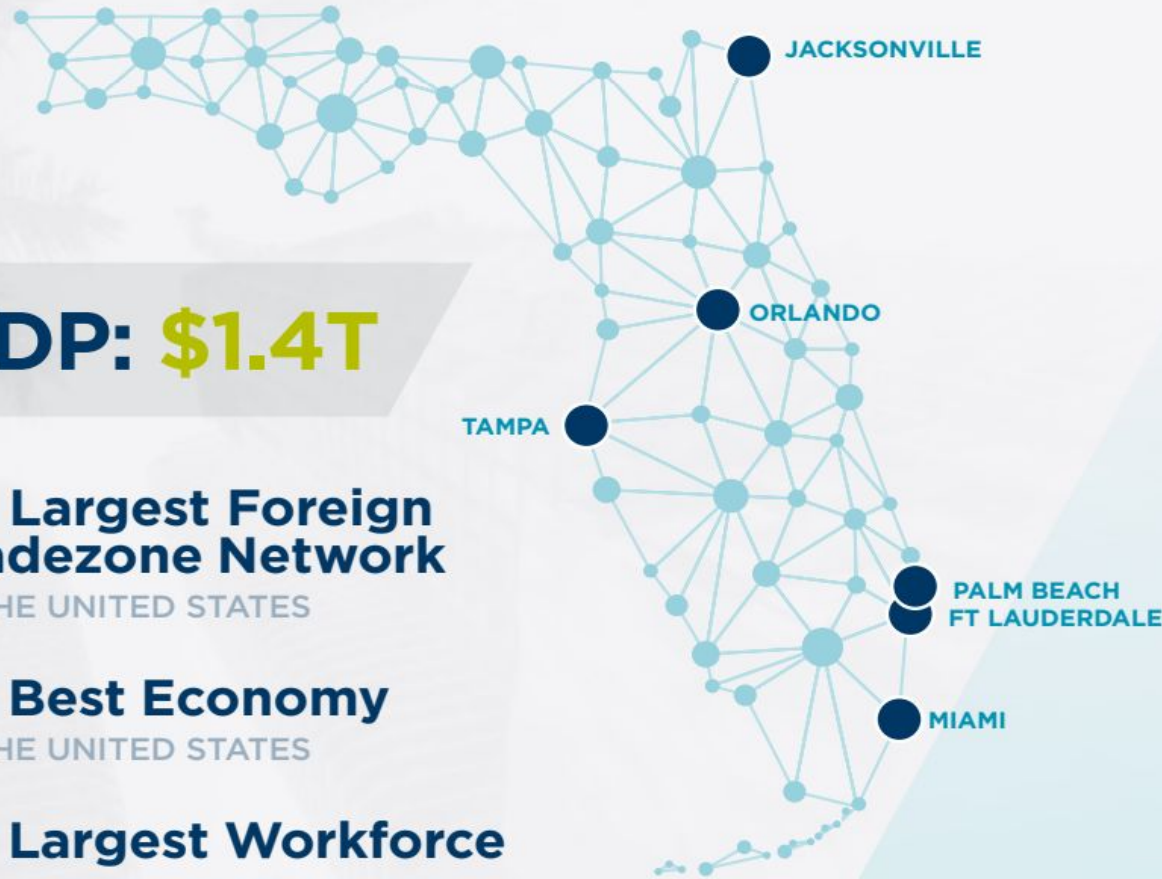 JACKSONVILLE
DP: $1.4T
ORLANDO
TAMPA
Largest Foreign
adezone Network
HE UNITED STATES
PALM BEACH
FT LAUDERDALE
Best Economy
HE UNITED STATES
MIAMI
Largest Workforce